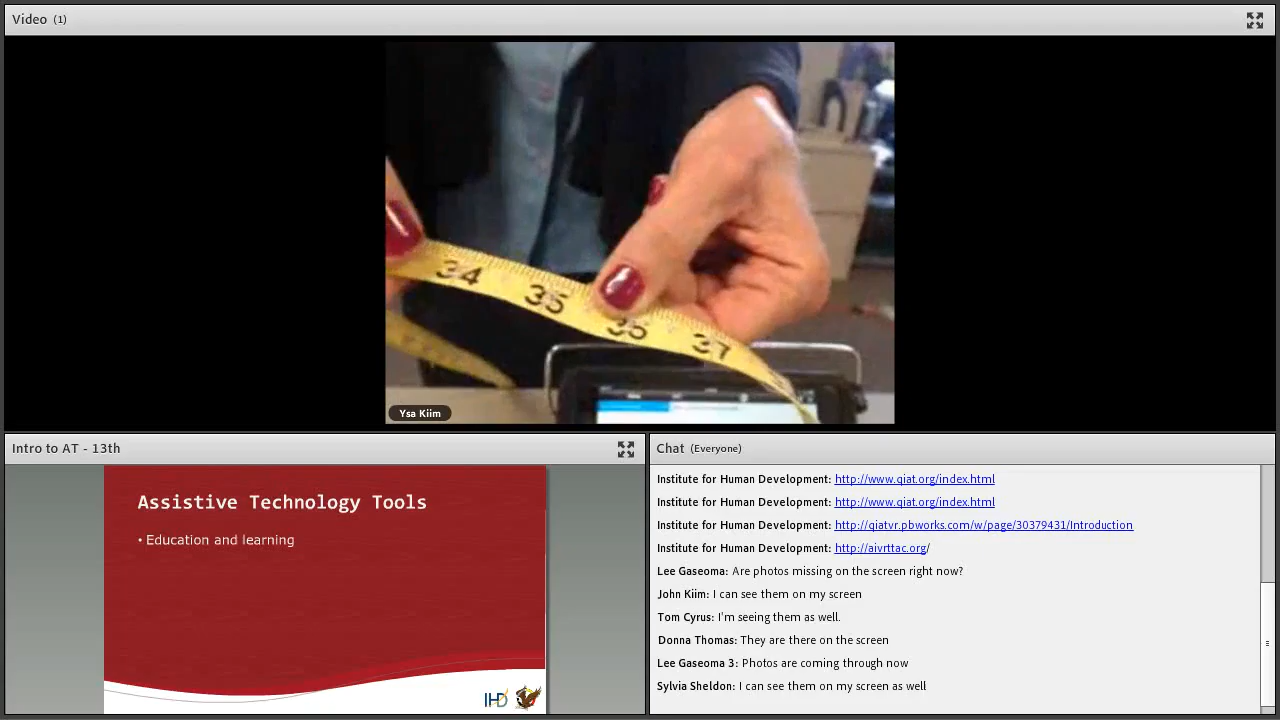 Video (1)
34 35 36 37
Ysa Kiim
Intro to AT - 13th
Assistive Technology Tools
• Education and learning
IHD
Chat (Everyone)
Institute for Human Development: http://www.qiat.org/index.html
Institute for Human Development: http://www.qiat.org/index.html
Institute for Human Development: http://qiatvr.pbworks.com/w/page/30379431/Introduction
Institute for Human Development: http://aivrttac.org/
Lee Gaseoma: Are photos missing on the screen right now?
John Kiim: I can see them on my screen
Tom Cyrus: I'm seeing them as well.
Donna Thomas: They are there on the screen
Lee Gaseoma 3: Photos are coming through now
Sylvia Sheldon: I can see them on my screen as well